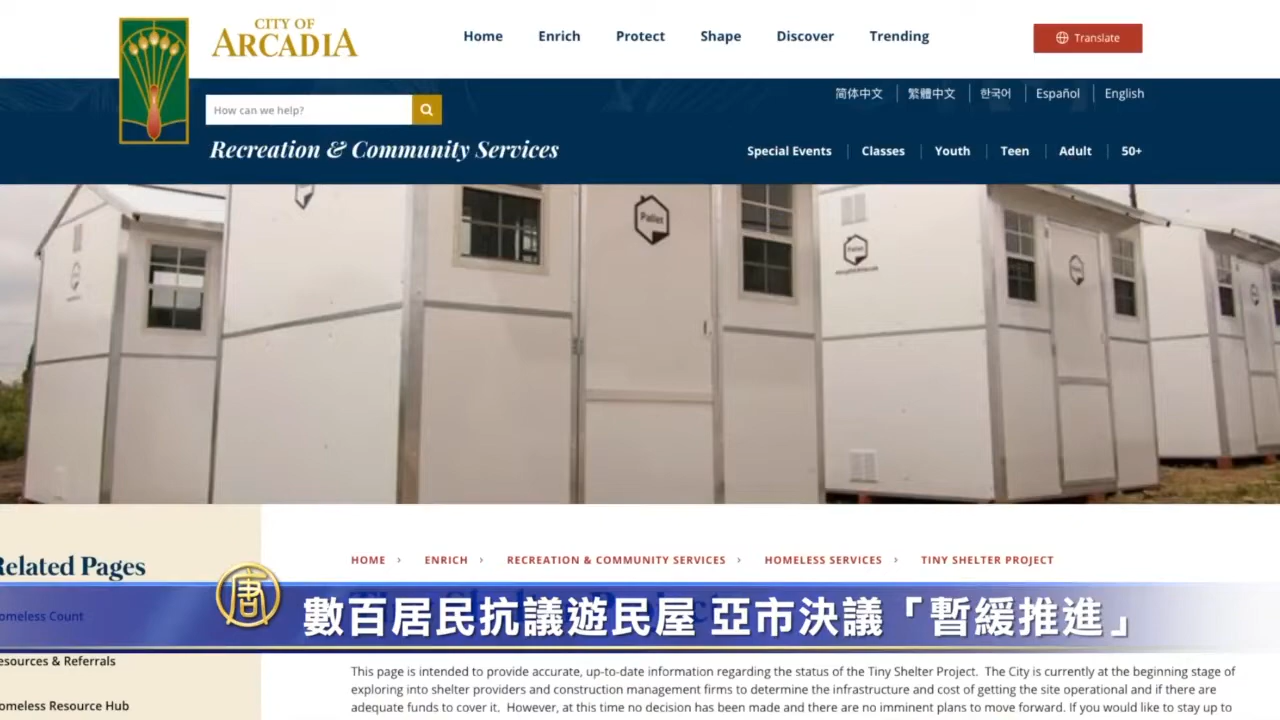 CITY OF
ARCADIA
Home Enrich Protect Shape Discover Trending
Translate
How can we help?
简体中文 繁體中文 한국어 Español English
Recreation & Community Services
Special Events Classes Youth Teen Adult 50+
Pallet
Pallet
HOME › ENRICH › RECREATION & COMMUNITY SERVICES › HOMELESS SERVICES › TINY SHELTER PROJECT
Related Pages
omeless Count
唐
數百居民抗議遊民屋 亞市決議「暫緩推進」
esources & Referrals
omeless Resource Hub
This page is intended to provide accurate, up-to-date information regarding the status of the Tiny Shelter Project. The City is currently at the beginning stage of
exploring into shelter providers and construction management firms to determine the infrastructure and cost of getting the site operational and if there are
adequate funds to cover it. However, at this time no decision has been made and there are no imminent plans to move forward. If you would like to stay up to